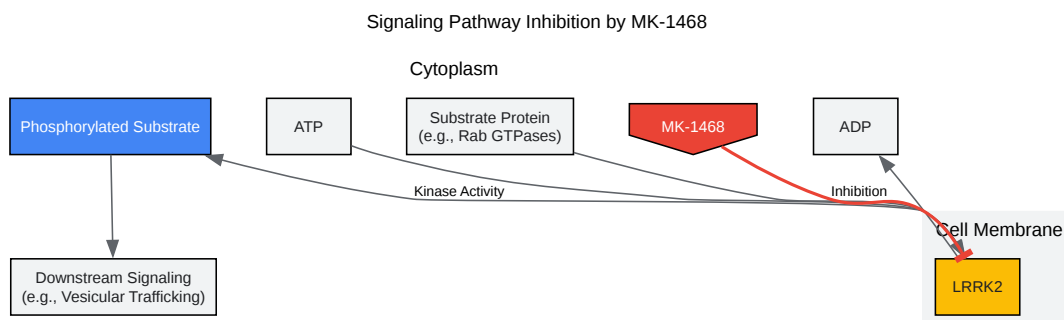 Signaling Pathway Inhibition by MK-1468
Cytoplasm
Phosphorylated Substrate
ATP
Substrate Protein
(e.g., Rab GTPases)
MK-1468
ADP
Kinase Activity
Inhibition
Cell Membrane
Downstream Signaling
(e.g., Vesicular Trafficking)
LRRK2